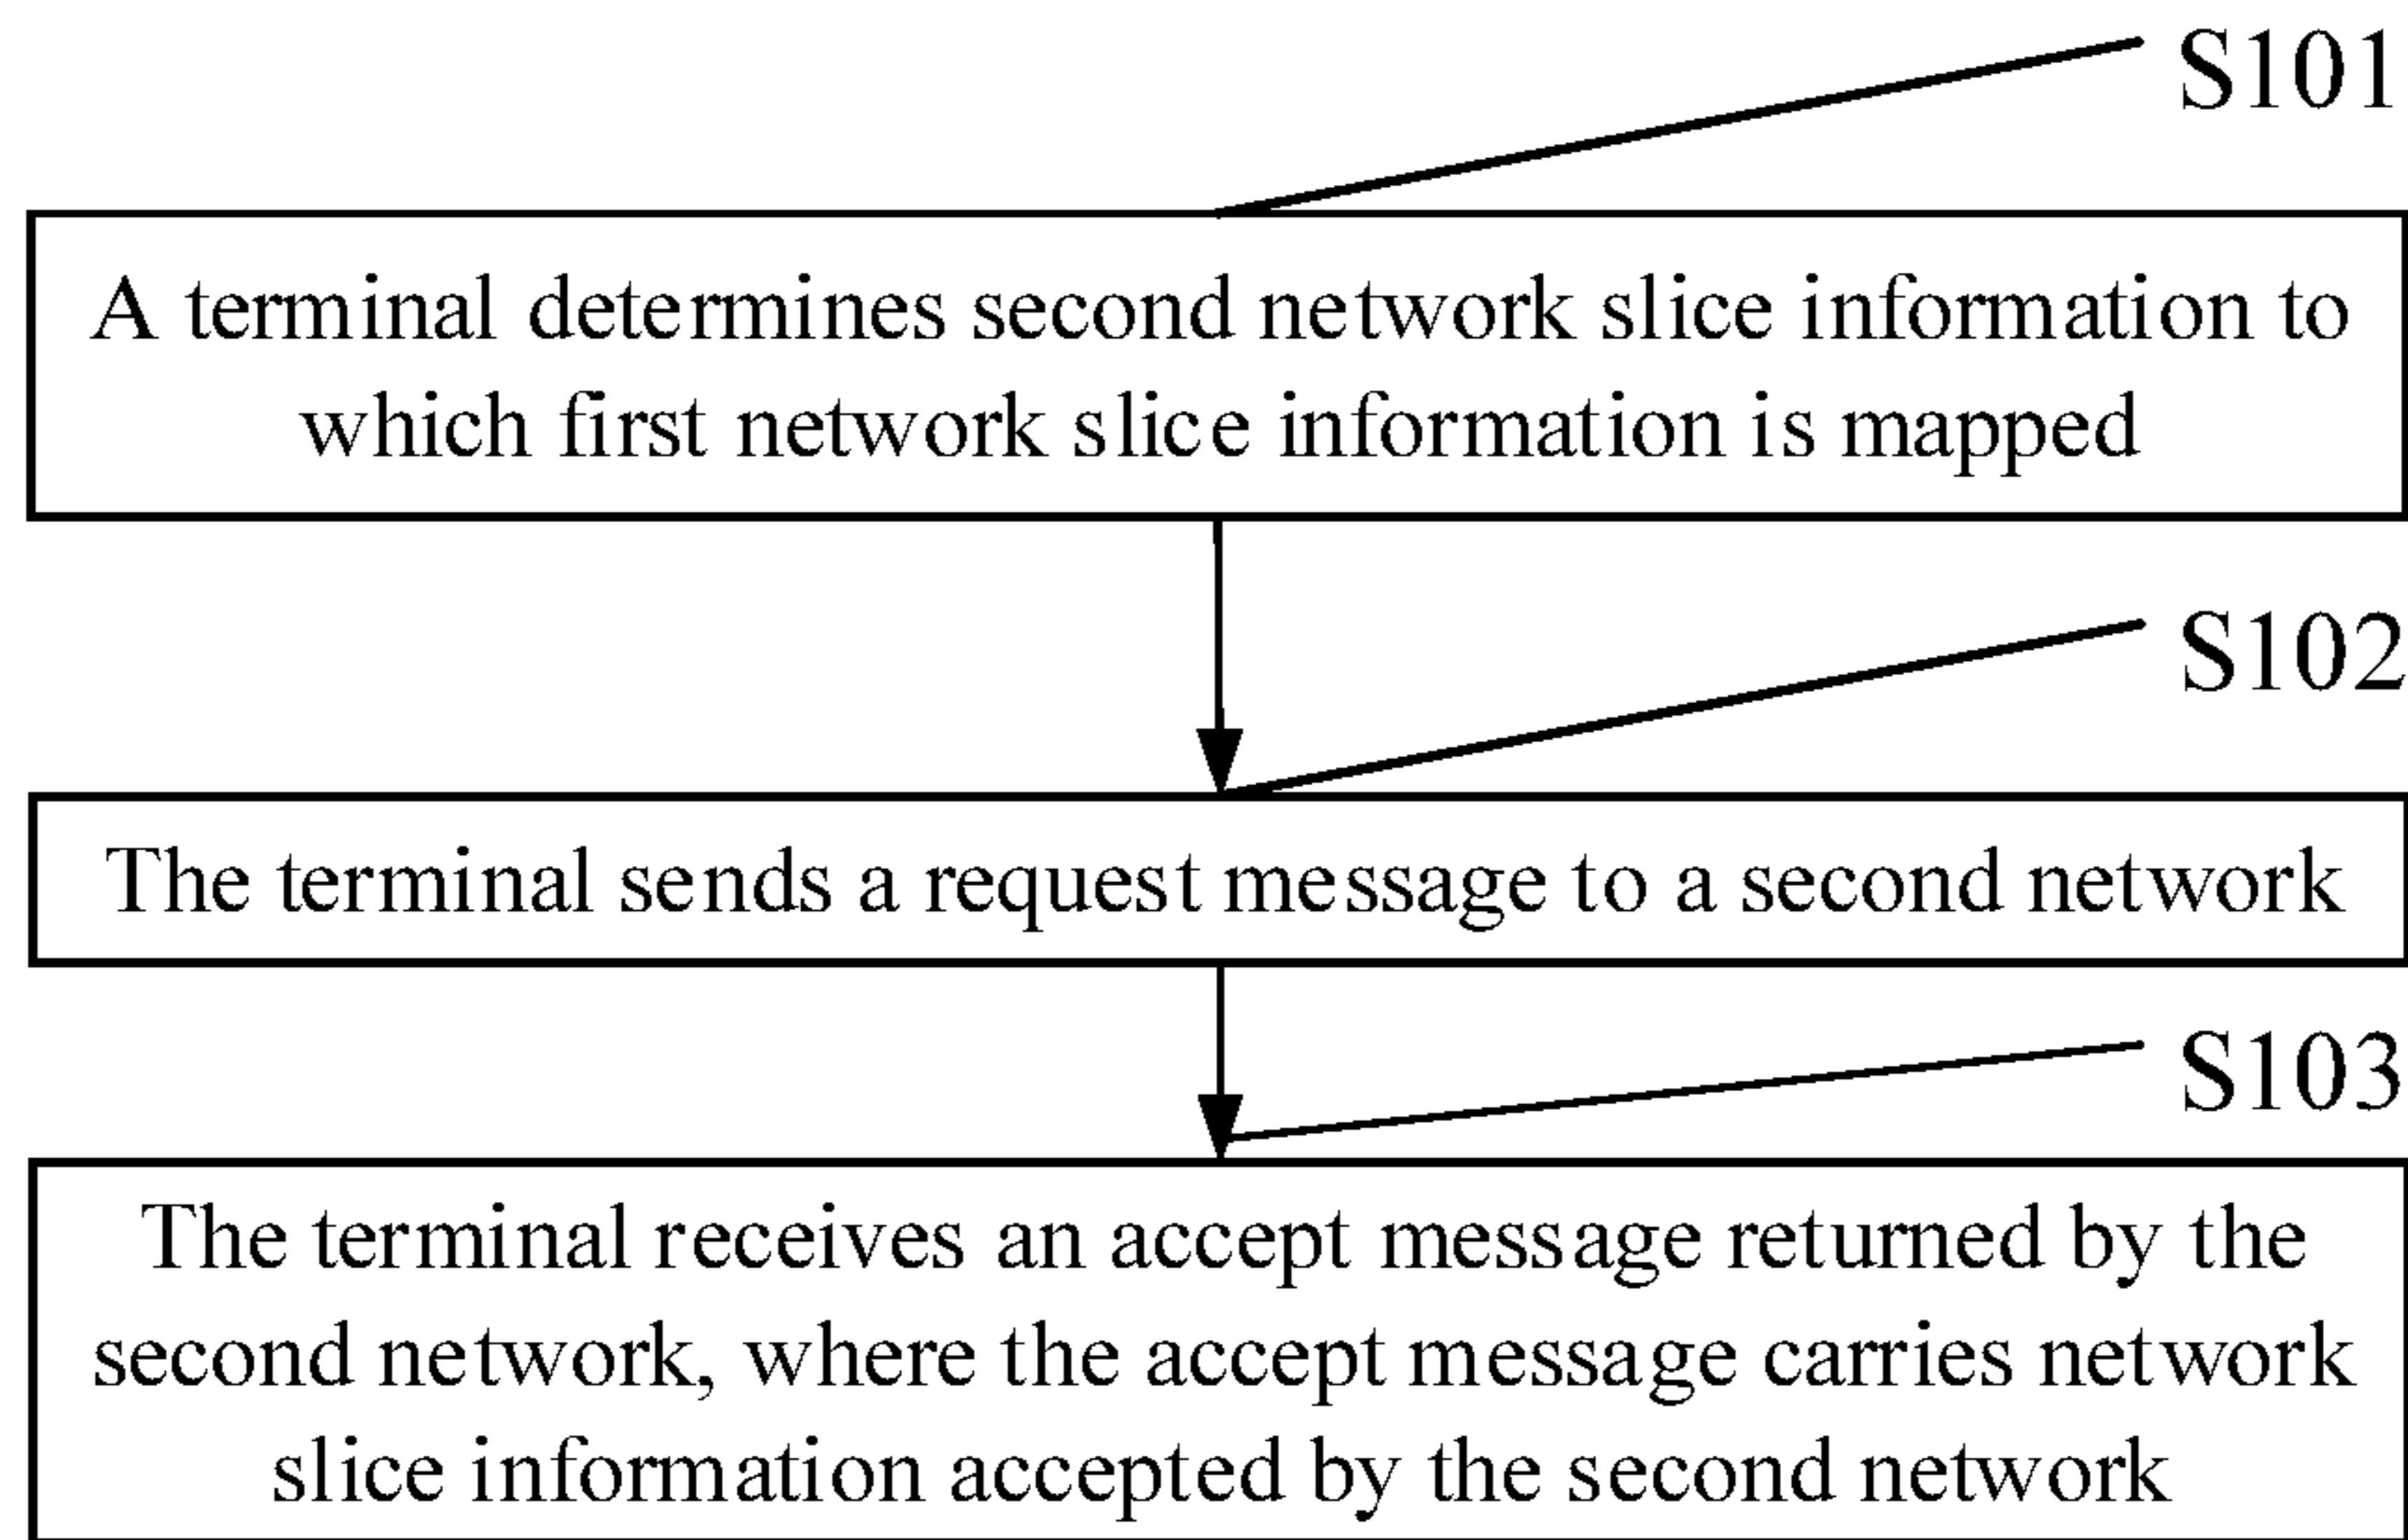 S101
A terminal determines second network slice information to
which first network slice information is mapped
S102
The terminal sends a request message to a second network
S103
The terminal receives an accept message returned by the
second network, where the accept message carries network
slice information accepted by the second network